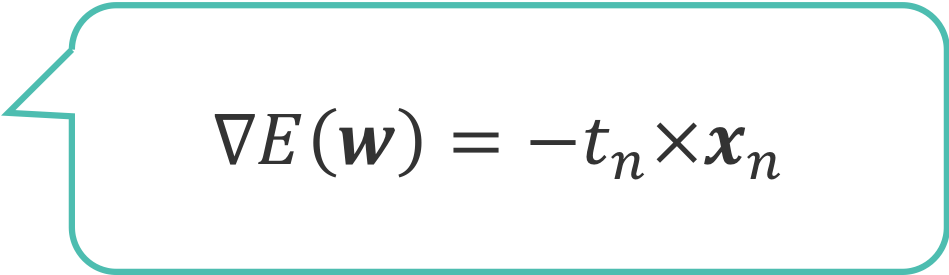 ∇E(w) = −tₙ×xₙ